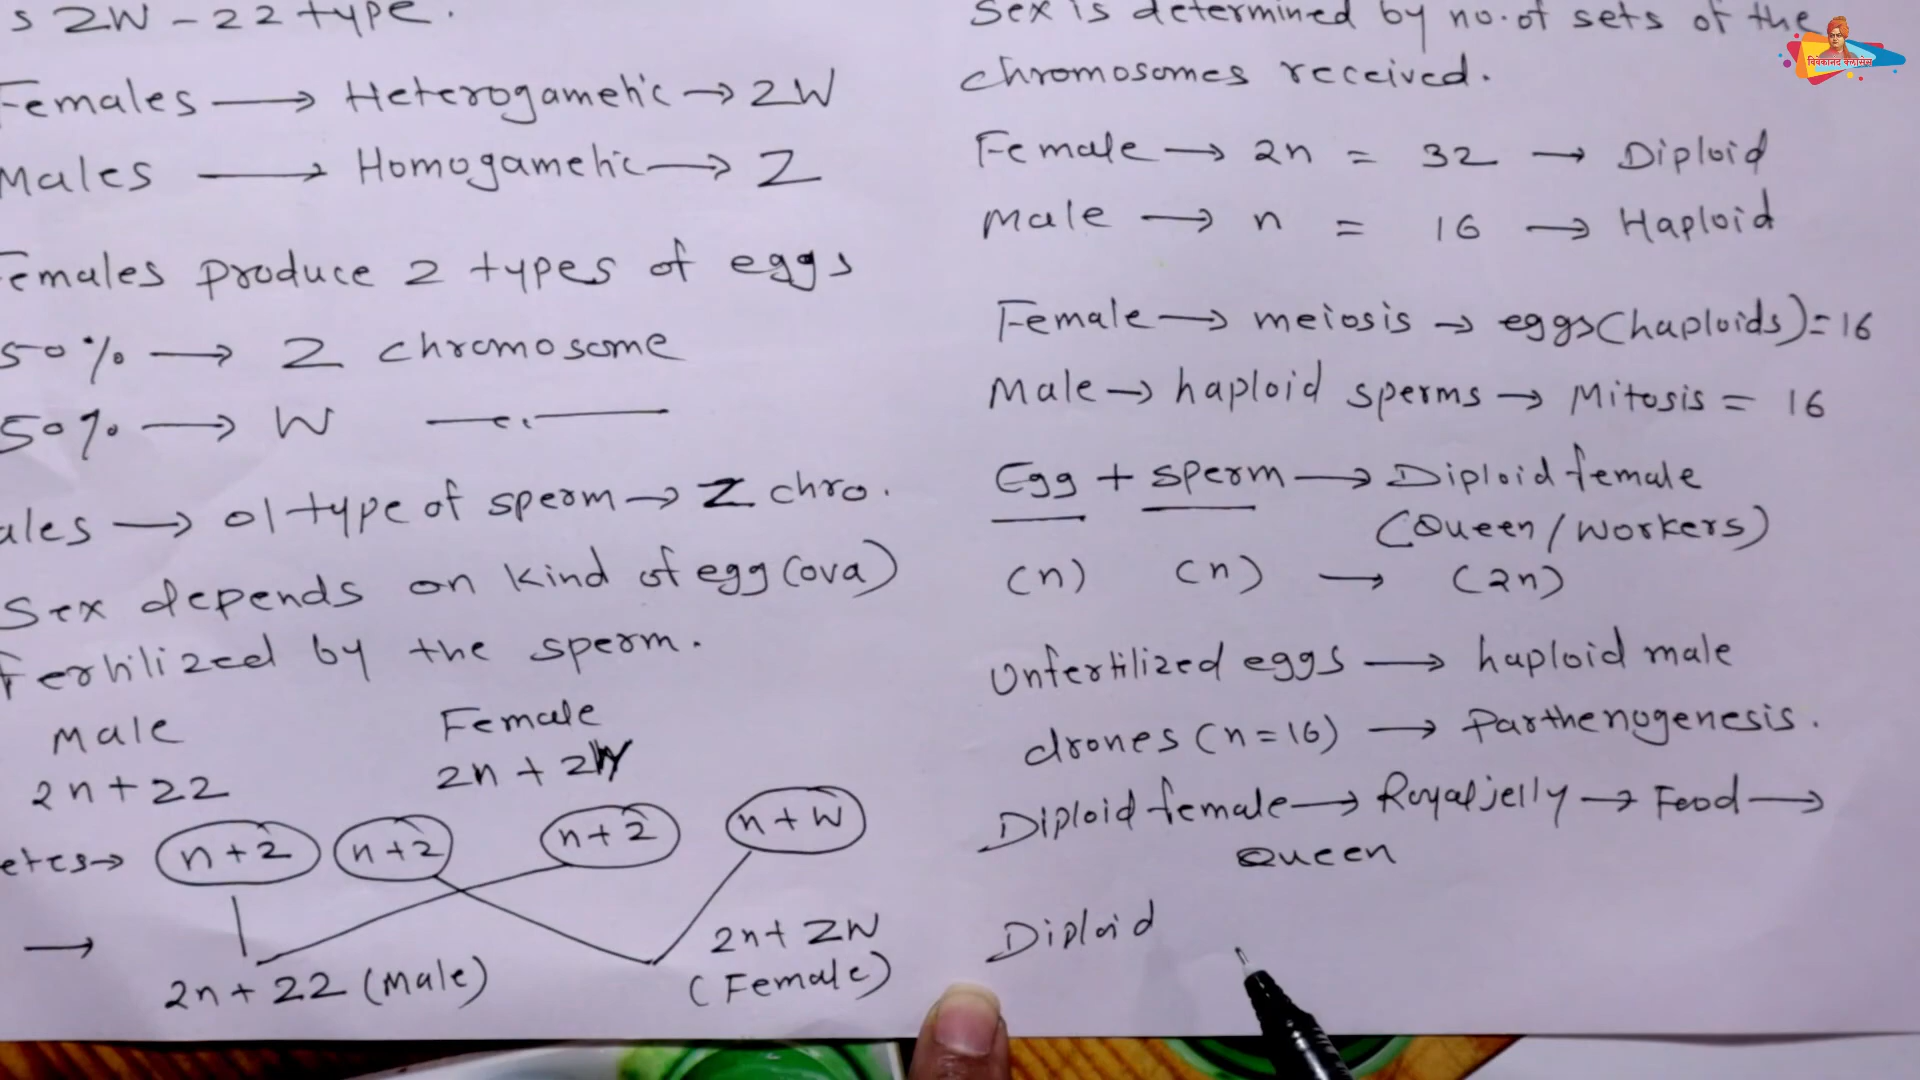 s ZW - ZZ type.
Females → Heterogametic → ZW
Males → Homogametic → Z
Females produce 2 types of eggs
50% → Z chromosome
50% → W —〃—
ales → 01 type of sperm → Z chro.
Sex depends on kind of egg (ova)
fertilized by the sperm.
Male Female
2n + ZZ 2n + ZW
etes → n+Z n+Z n+Z n+W
→ 2n + ZZ (Male) 2n + ZW
(Female)
Sex is determined by no. of sets of the
chromosomes received.
Female → 2n = 32 → Diploid
Male → n = 16 → Haploid
Female → meiosis → eggs (haploids) = 16
Male → haploid sperms → Mitosis = 16
Egg + sperm → Diploid female
(Queen / Workers)
(n) (n) → (2n)
Unfertilized eggs → haploid male
drones (n = 16) → Parthenogenesis.
Diploid female → Royal jelly → Food →
Queen
Diploid
विवेकानंद क्लासेस